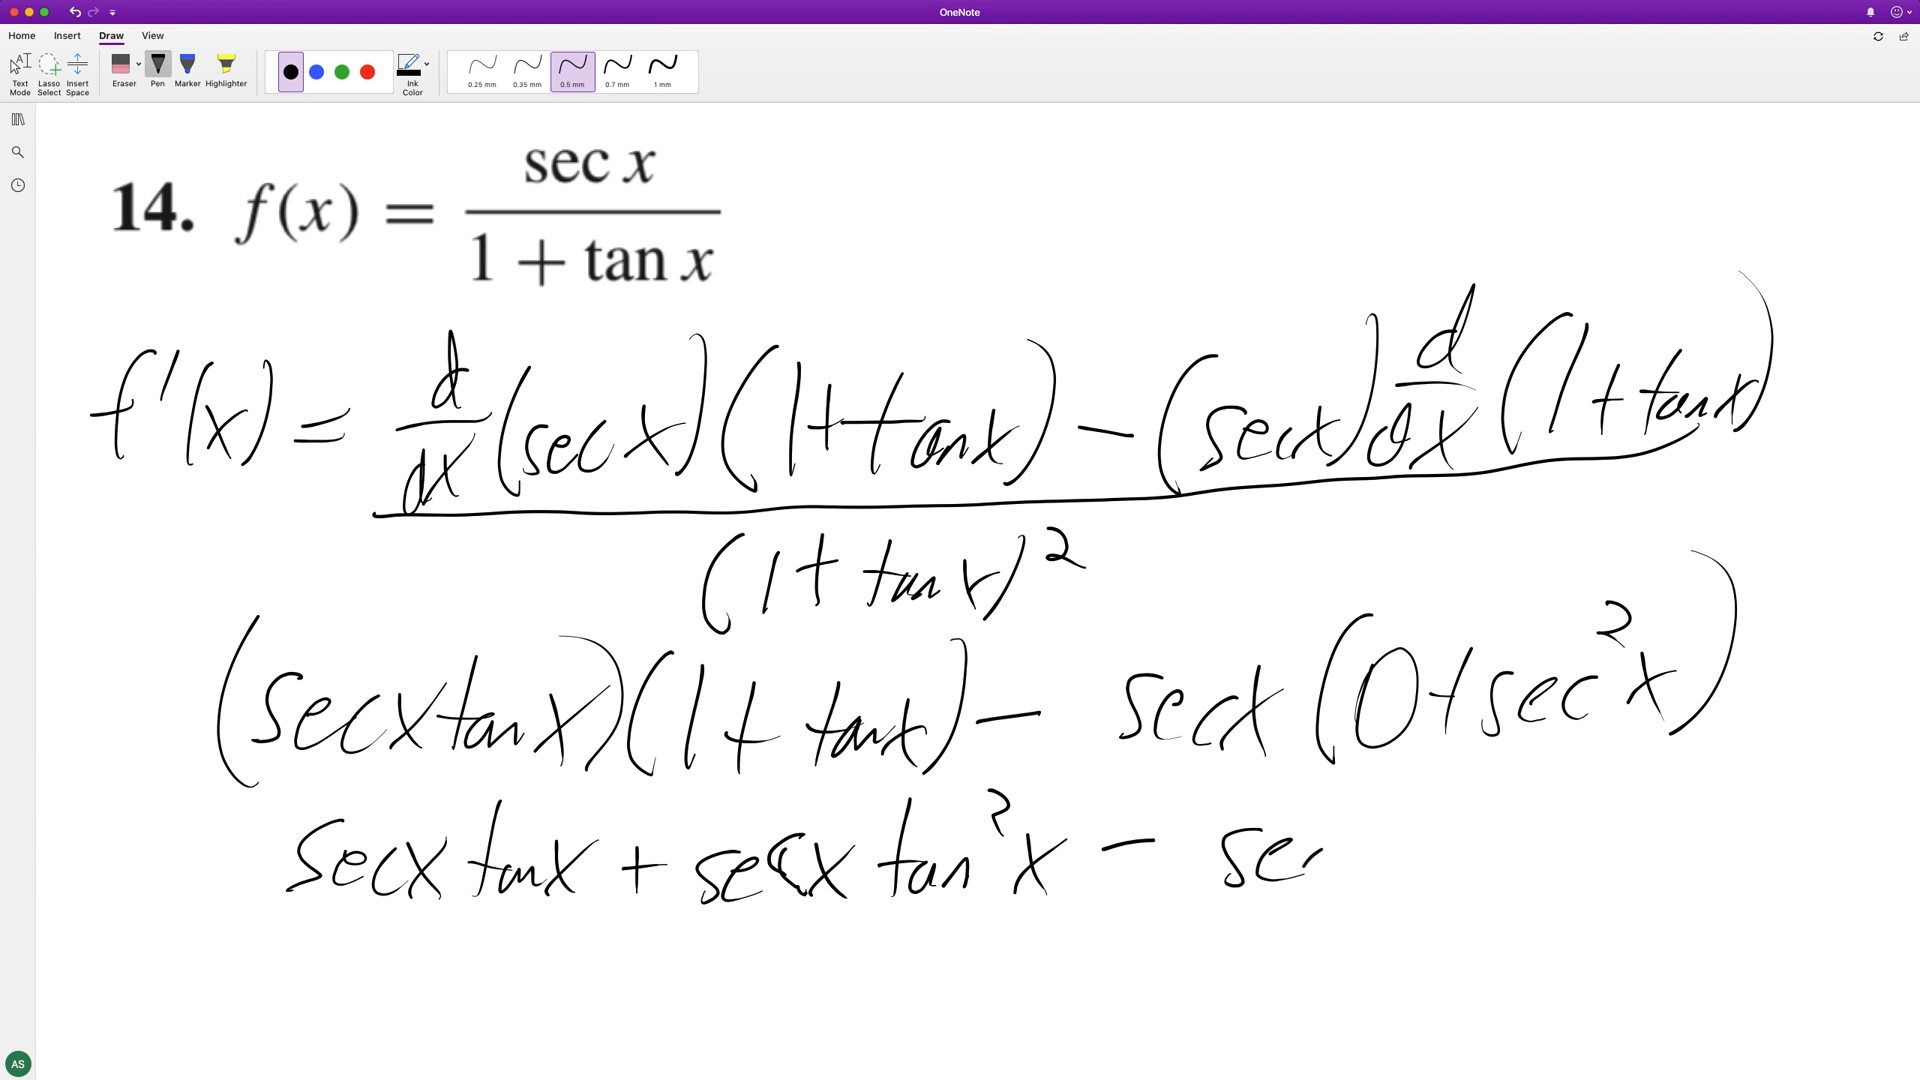 OneNote
Home Insert Draw View
Text Mode Lasso Select Insert Space Eraser Pen Marker Highlighter Ink Color 0.25 mm 0.35 mm 0.5 mm 0.7 mm 1 mm
14. f(x) = sec x / (1 + tan x)
f'(x) = d/dx (sec x)(1 + tan x) − (sec x) d/dx (1 + tan x)
(1 + tan x)²
(sec x tan x)(1 + tan x) − sec x (0 + sec² x)
sec x tan x + sec x tan² x − sec
AS